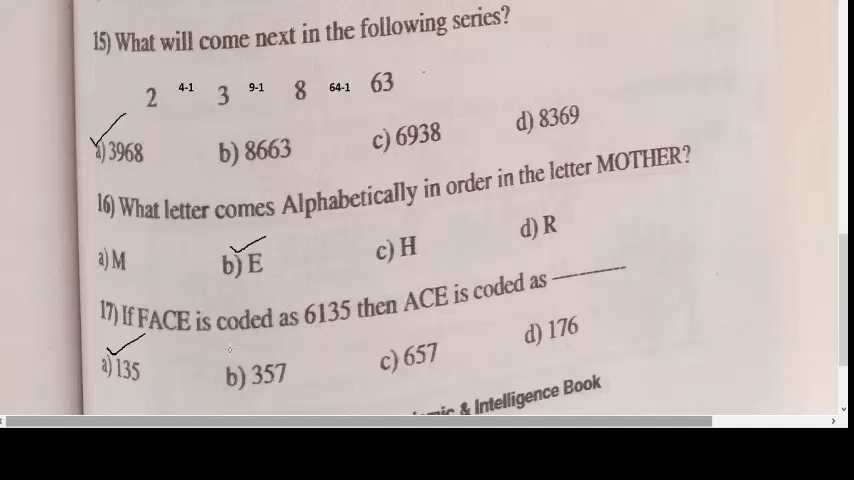 15) What will come next in the following series?
2 4-1 3 9-1 8 64-1 63
a) 3968 b) 8663 c) 6938 d) 8369
16) What letter comes Alphabetically in order in the letter MOTHER?
a) M b) E c) H d) R
17) If FACE is coded as 6135 then ACE is coded as
a) 135 b) 357 c) 657 d) 176
& Intelligence Book